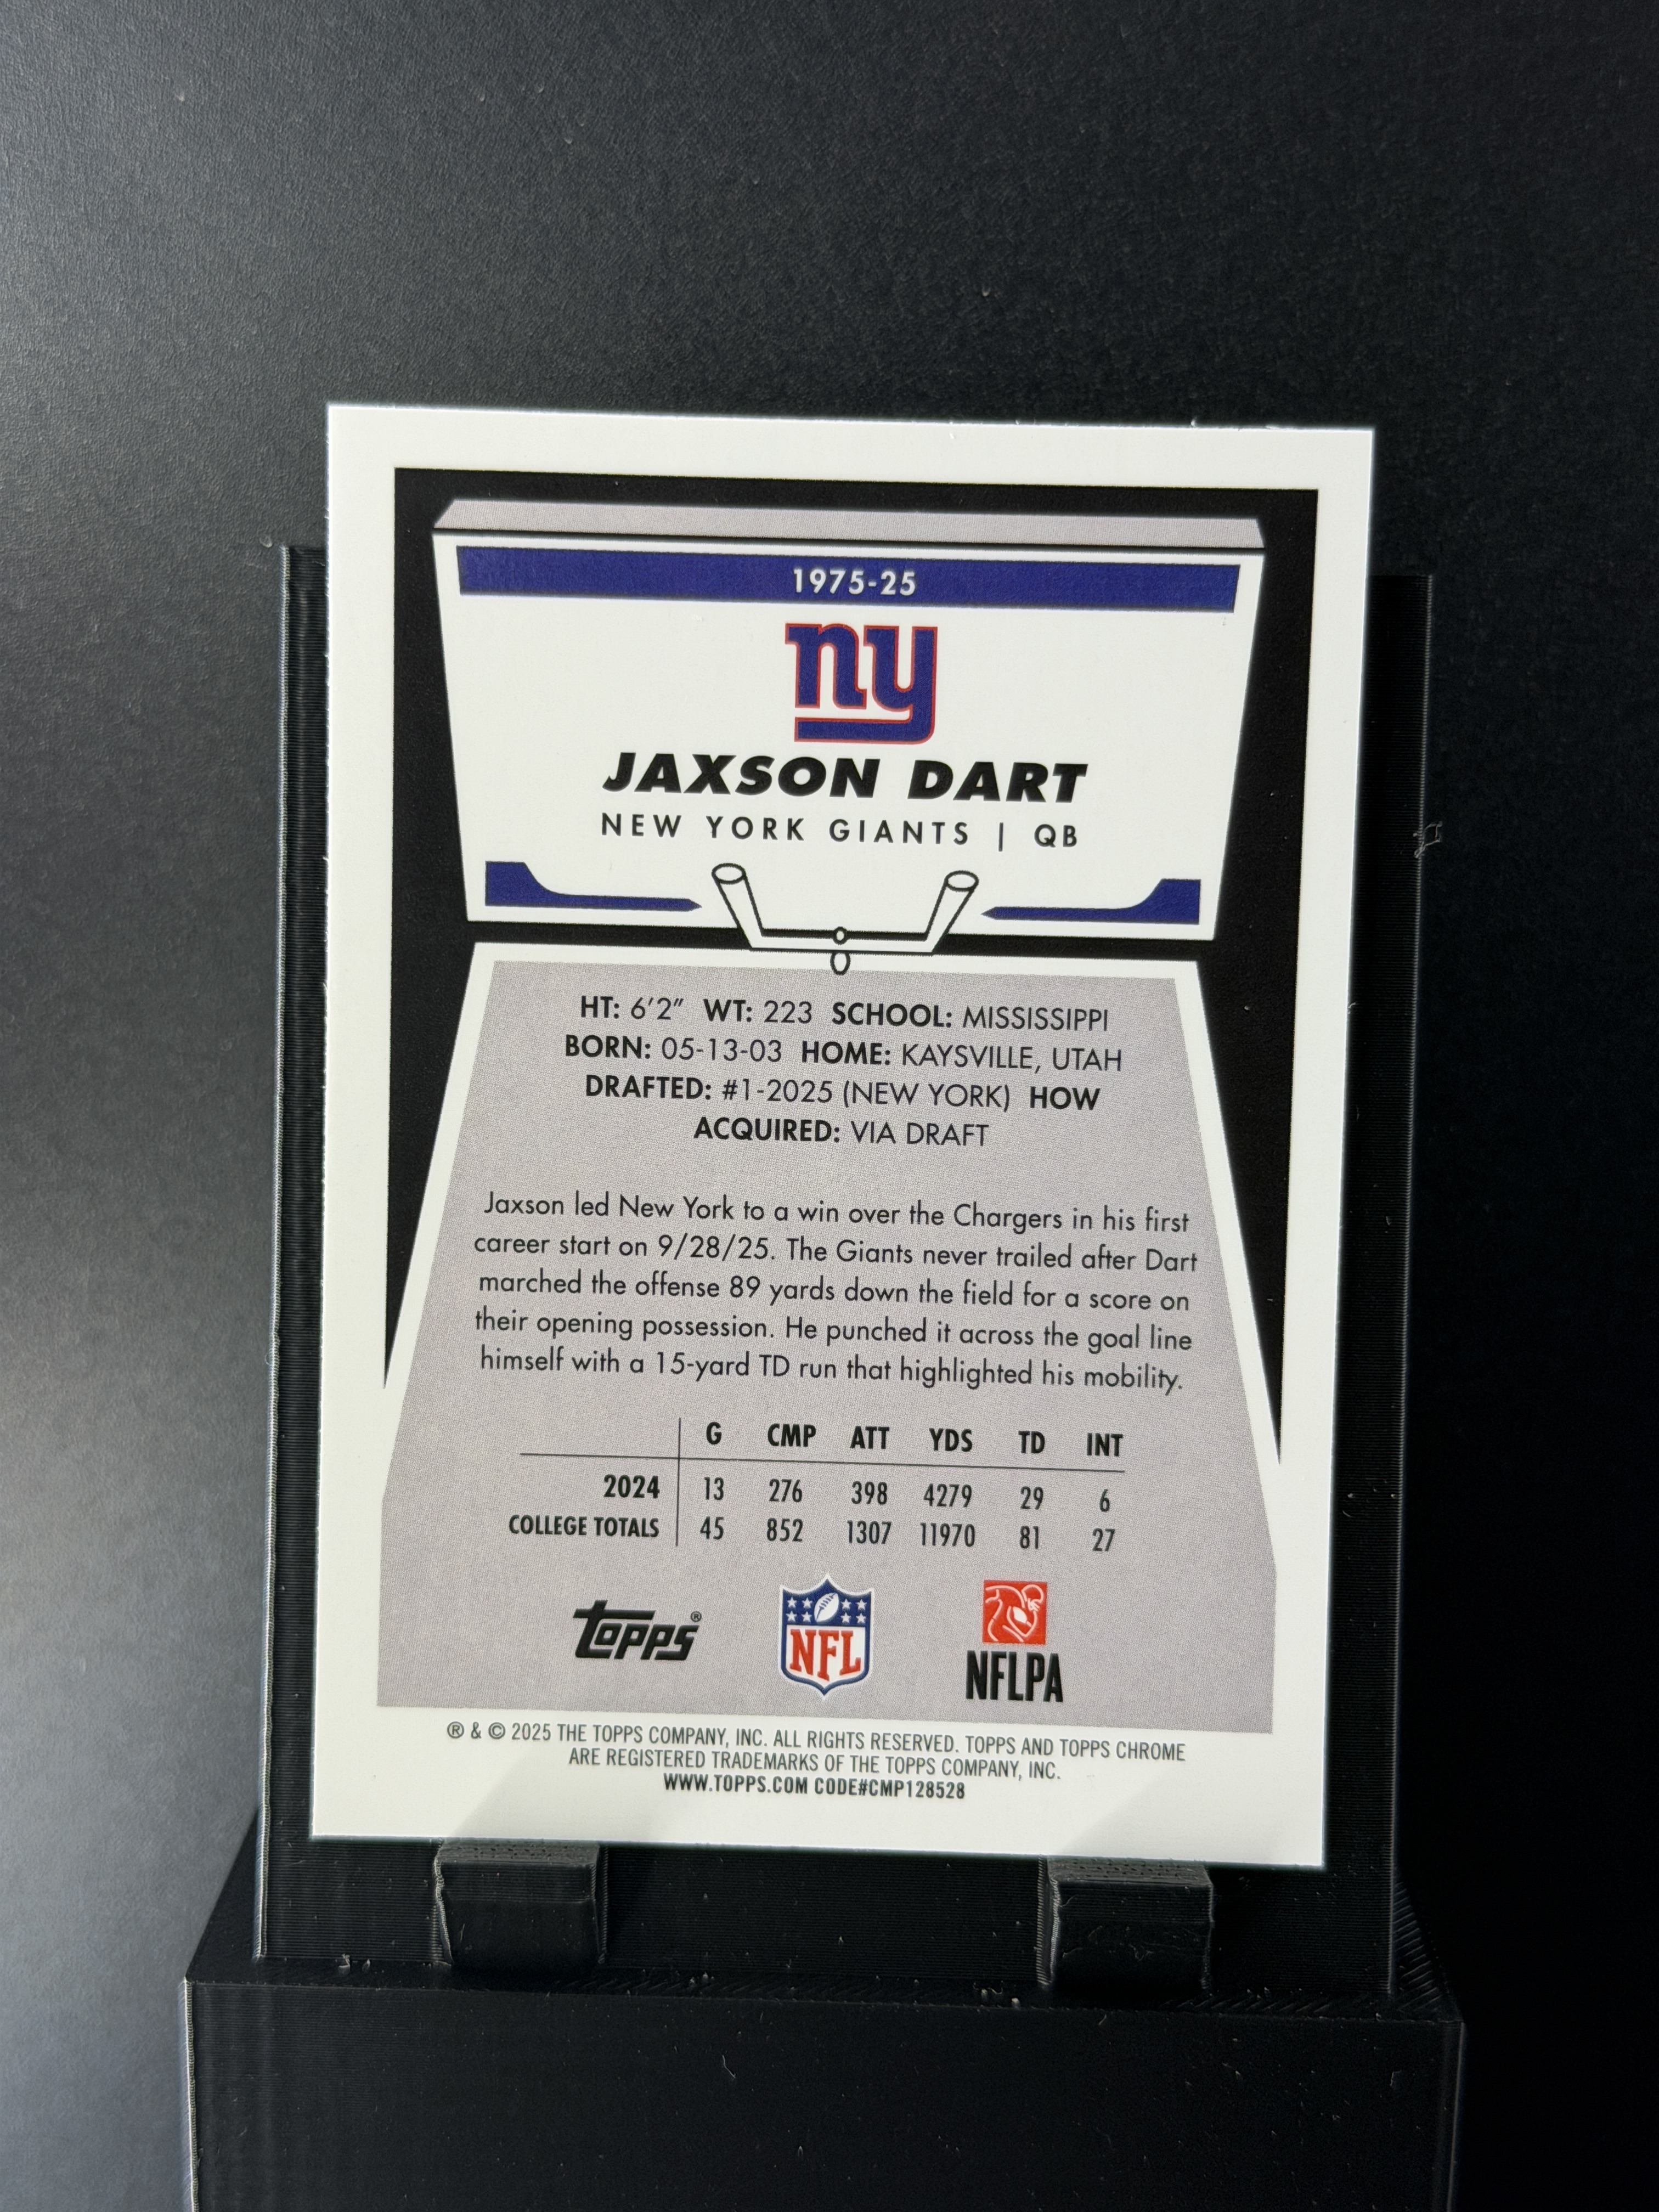 1975-25
ny
JAXSON DART
NEW YORK GIANTS | QB
HT: 6'2" WT: 223 SCHOOL: MISSISSIPPI
BORN: 05-13-03 HOME: KAYSVILLE, UTAH
DRAFTED: #1-2025 (NEW YORK) HOW
ACQUIRED: VIA DRAFT
Jaxson led New York to a win over the Chargers in his first
career start on 9/28/25. The Giants never trailed after Dart
marched the offense 89 yards down the field for a score on
their opening possession. He punched it across the goal line
himself with a 15-yard TD run that highlighted his mobility.
G CMP ATT YDS TD INT
2024 13 276 398 4279 29 6
COLLEGE TOTALS 45 852 1307 11970 81 27
topps® NFL NFLPA
® & © 2025 THE TOPPS COMPANY, INC. ALL RIGHTS RESERVED. TOPPS AND TOPPS CHROME
ARE REGISTERED TRADEMARKS OF THE TOPPS COMPANY, INC.
WWW.TOPPS.COM CODE#CMP128528